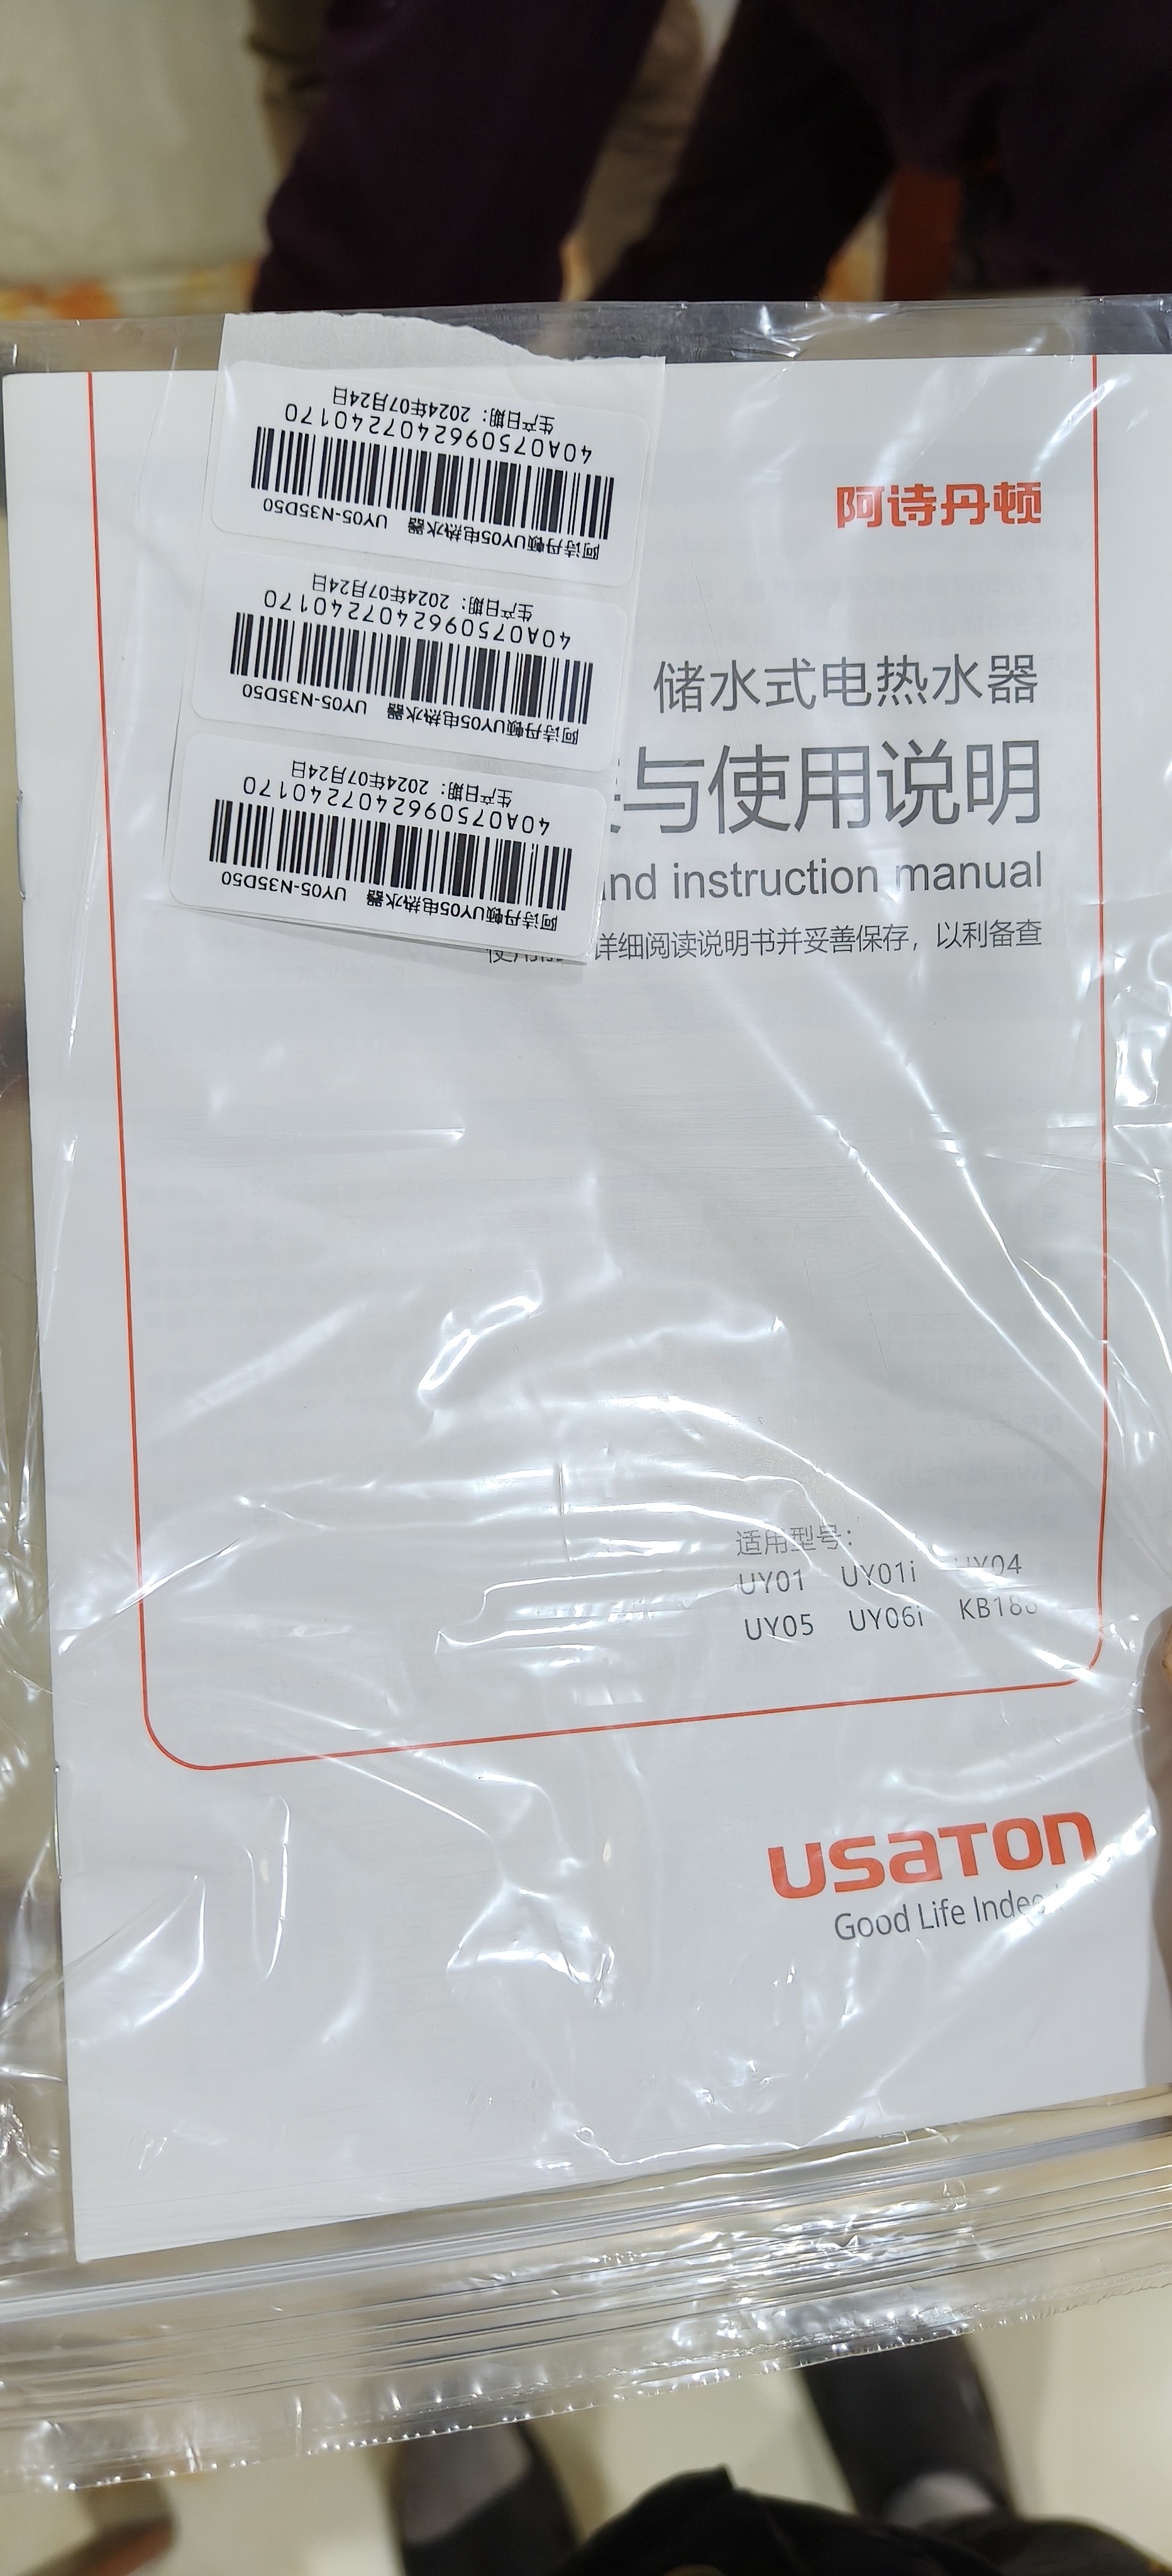 阿诗丹顿UY05电热水器 UY05-N35D50
40A0750962407240170
生产日期：2024年07月24日
阿诗丹顿UY05电热水器 UY05-N35D50
40A0750962407240170
生产日期：2024年07月24日
阿诗丹顿UY05电热水器 UY05-N35D50
40A0750962407240170
生产日期：2024年07月24日
阿诗丹顿
储水式电热水器
与使用说明
and instruction manual
详细阅读说明书并妥善保存，以利备查
适用型号：
UY01 UY01i UY04
UY05 UY06i
USATON
Good Life Indeed